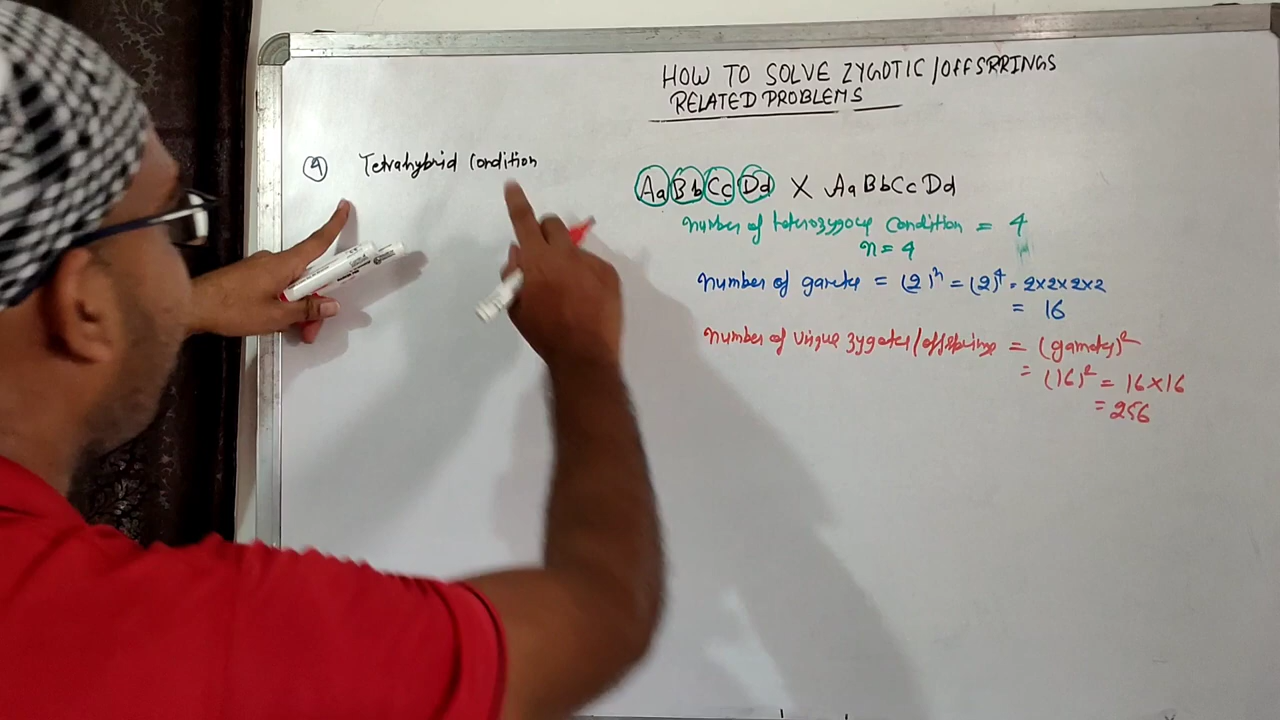 HOW TO SOLVE ZYGOTIC/OFFSRRINGS
RELATED PROBLEMS
4 Tetrahybrid Condition
AaBbCcDd X AaBbCcDd
Number of heterozygous condition = 4
n = 4
Number of gametes = (2)ⁿ = (2)⁴ = 2x2x2x2
= 16
Number of unique zygotes/offsprings = (gametes)²
= (16)² = 16x16
= 256